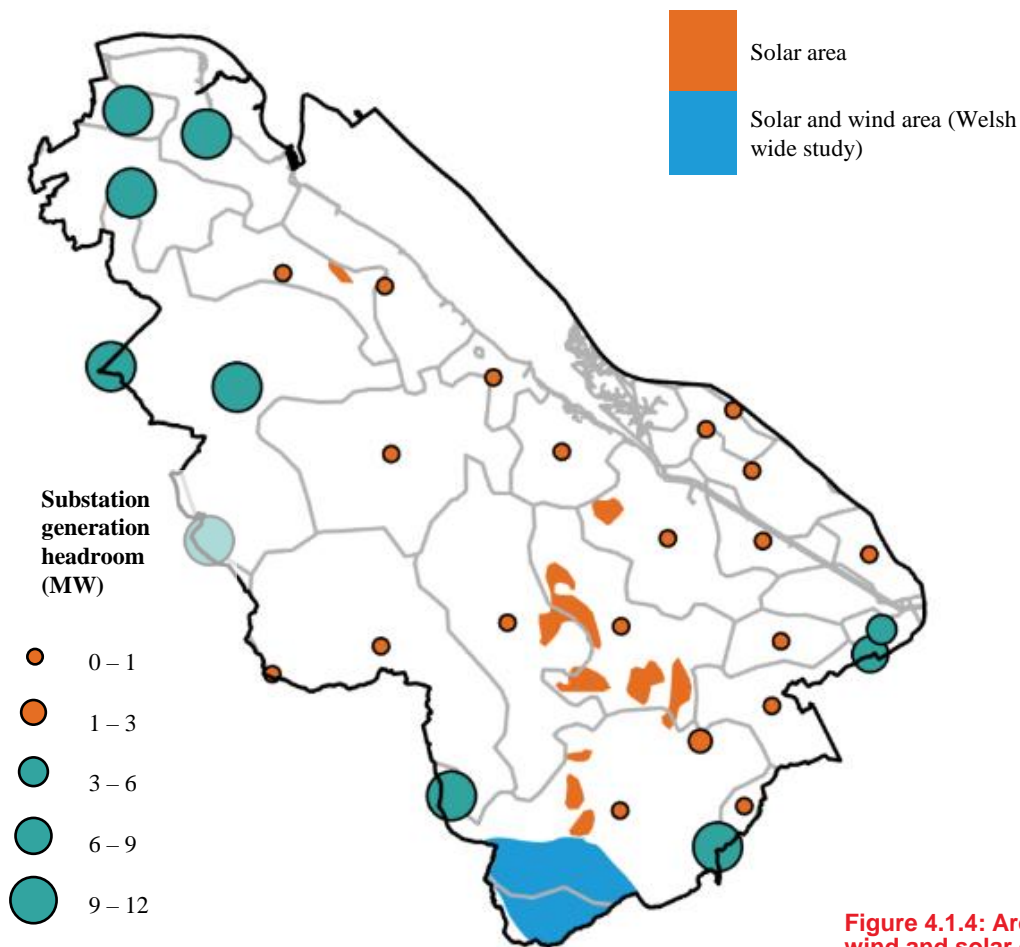 Solar area
Solar and wind area (Welsh
wide study)
Substation
generation
headroom
(MW)
0 – 1
1 – 3
3 – 6
6 – 9
9 – 12
Figure 4.1.4:
wind and solar